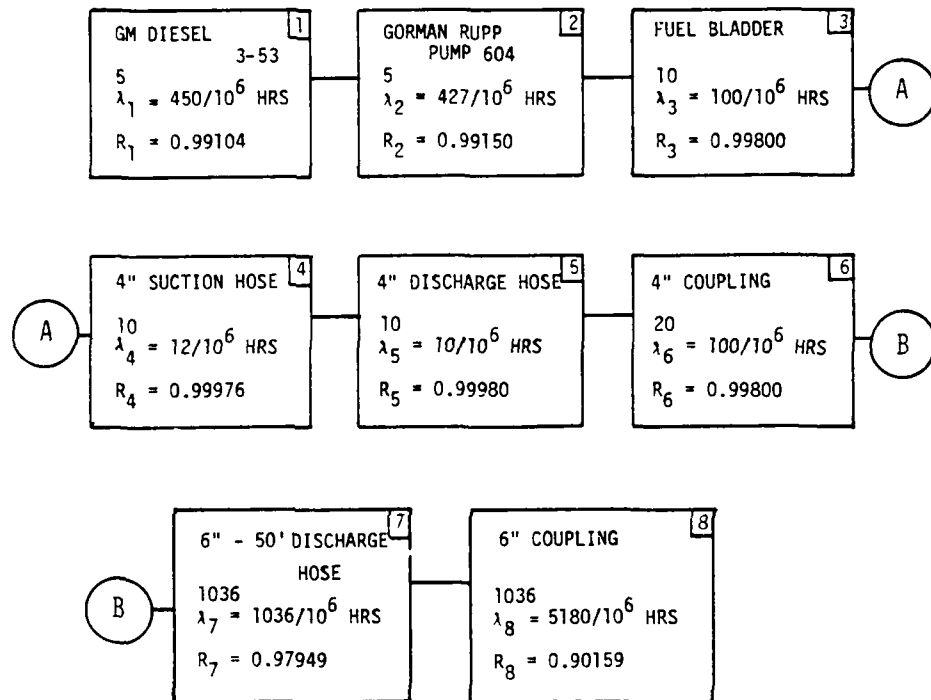 1
GM DIESEL
3-53
5
λ1 = 450/10^6 HRS
R1 = 0.99104
2
GORMAN RUPP
PUMP 604
5
λ2 = 427/10^6 HRS
R2 = 0.99150
3
FUEL BLADDER
10
λ3 = 100/10^6 HRS
R3 = 0.99800
A
A
4
4" SUCTION HOSE
10
λ4 = 12/10^6 HRS
R4 = 0.99976
5
4" DISCHARGE HOSE
10
λ5 = 10/10^6 HRS
R5 = 0.99980
6
4" COUPLING
20
λ6 = 100/10^6 HRS
R6 = 0.99800
B
B
7
6" - 50' DISCHARGE
HOSE
1036
λ7 = 1036/10^6 HRS
R7 = 0.97949
8
6" COUPLING
1036
λ8 = 5180/10^6 HRS
R8 = 0.90159